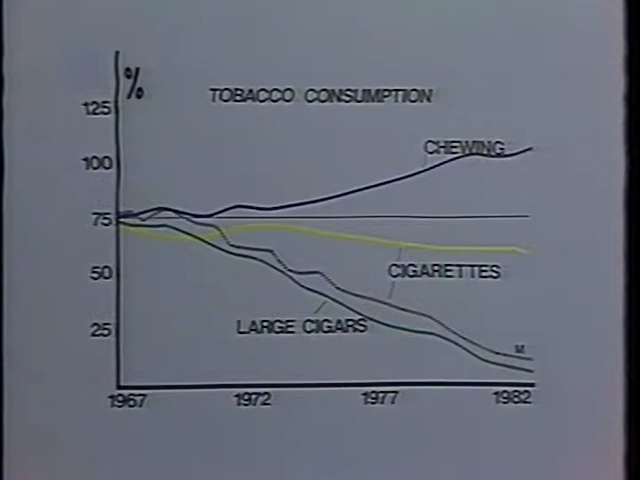 %
TOBACCO CONSUMPTION
125
CHEWING
100
75
50
CIGARETTES
25
LARGE CIGARS
M.
1967 1972 1977 1982